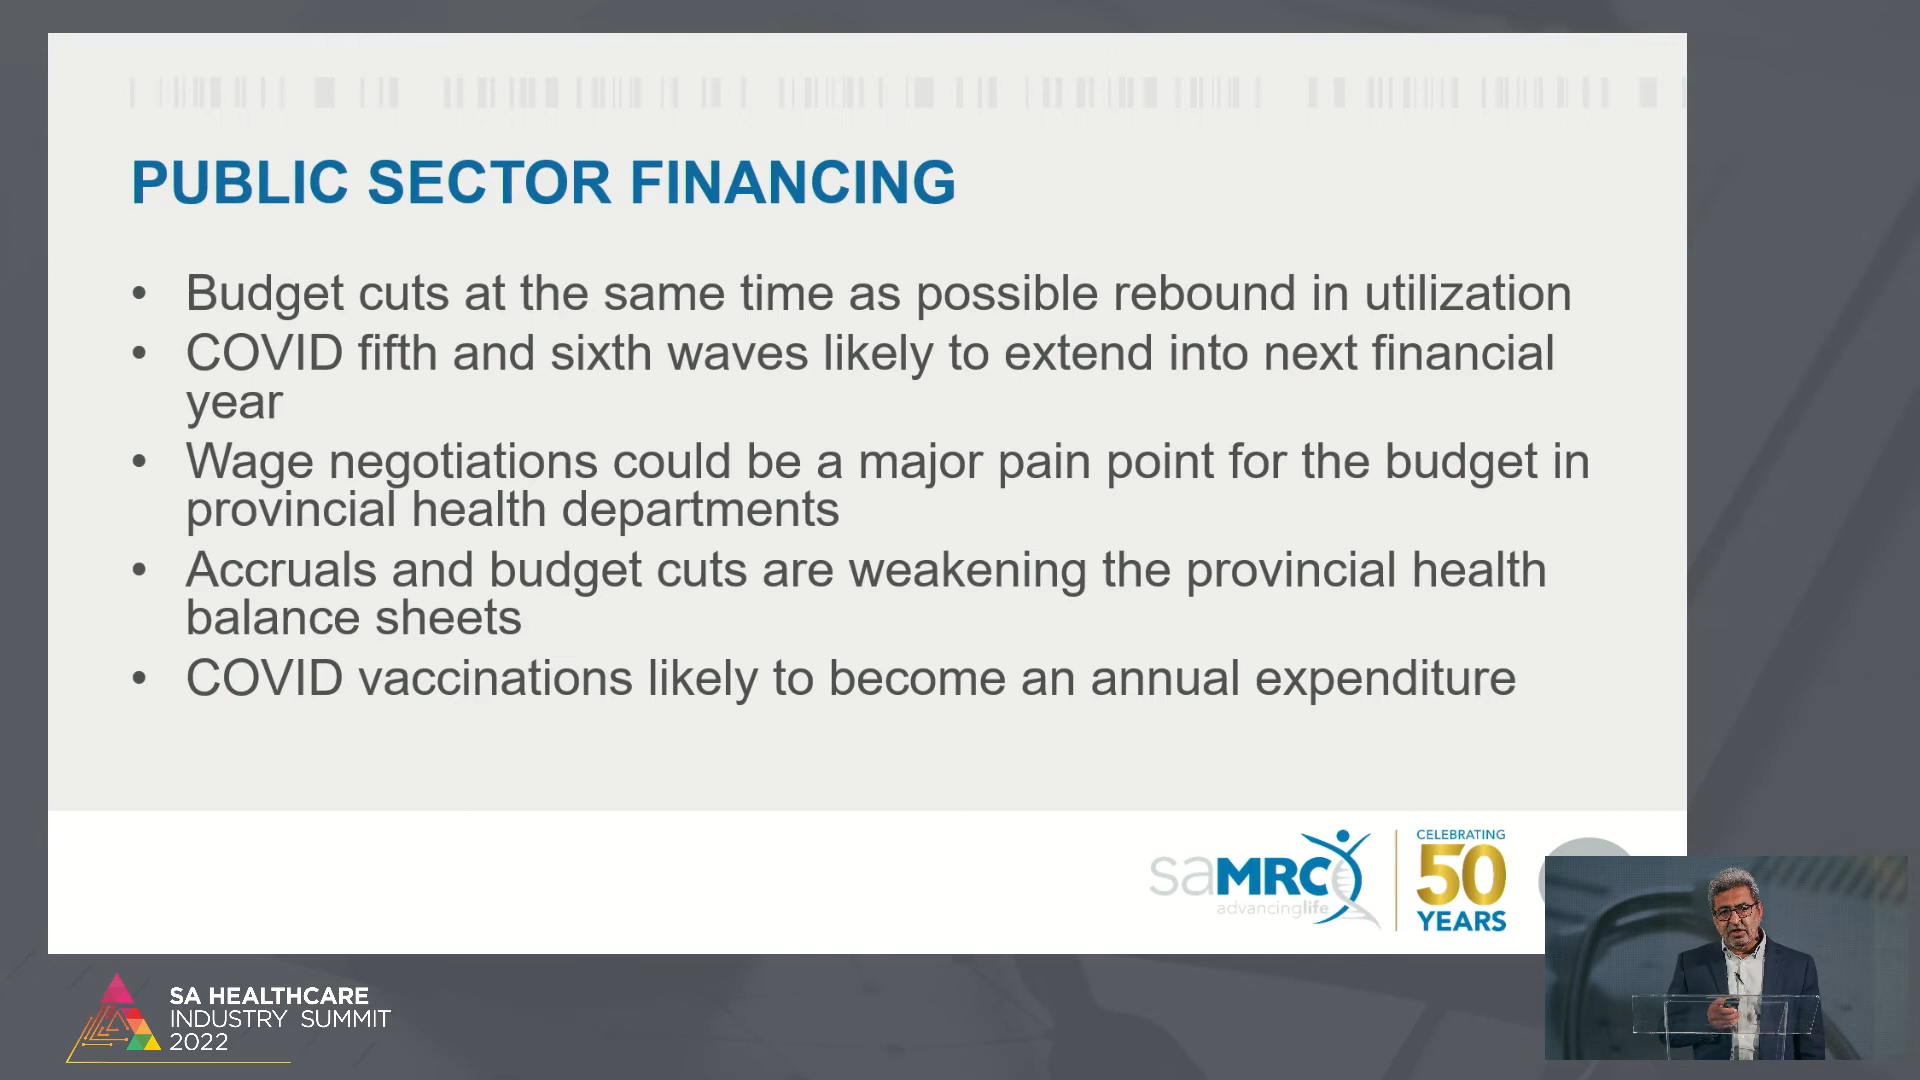 PUBLIC SECTOR FINANCING
• Budget cuts at the same time as possible rebound in utilization
• COVID fifth and sixth waves likely to extend into next financial
year
• Wage negotiations could be a major pain point for the budget in
provincial health departments
• Accruals and budget cuts are weakening the provincial health
balance sheets
• COVID vaccinations likely to become an annual expenditure
saMRC
advancinglife
CELEBRATING
50
YEARS
SA HEALTHCARE
INDUSTRY SUMMIT
2022